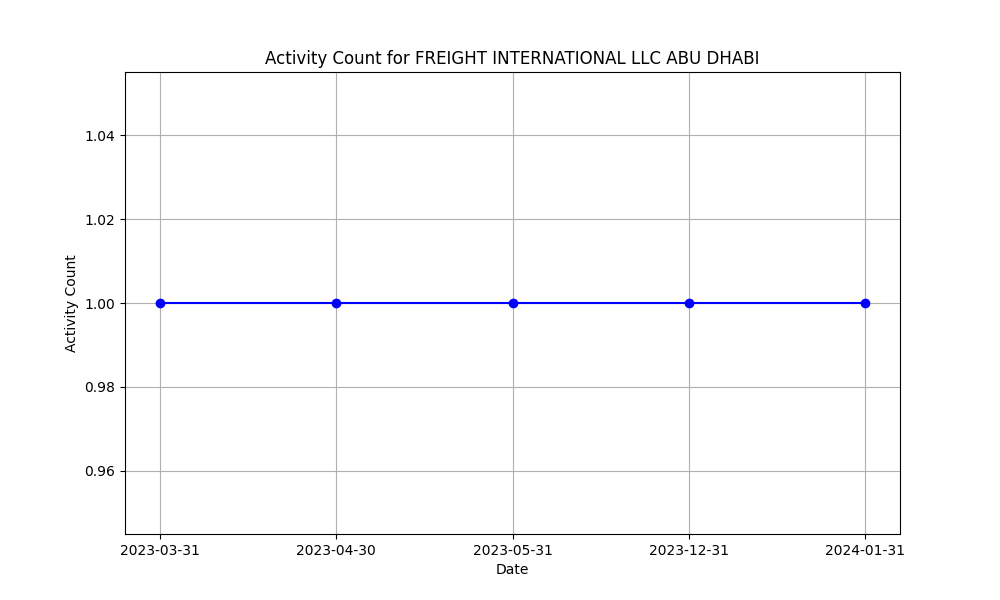 Activity Count for FREIGHT INTERNATIONAL LLC ABU DHABI
1.04
1.02
1.00
0.98
0.96
Activity Count
2023-03-31 2023-04-30 2023-05-31 2023-12-31 2024-01-31
Date